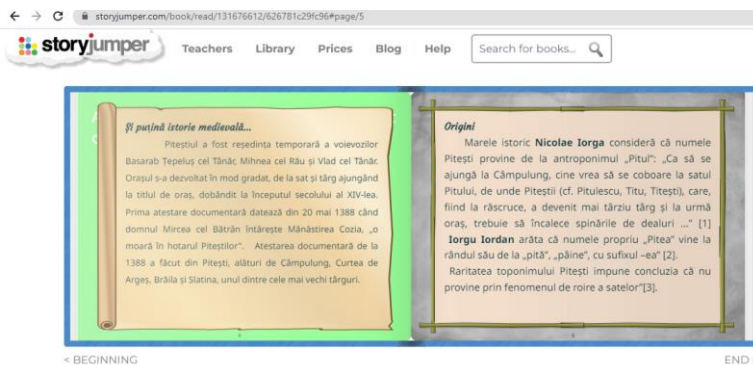 storyjumper.com/book/read/131676612/626781c29fc96#page/5
storyjumper Teachers Library Prices Blog Help Search for books...
Și puțină istorie medievală...
Piteștiul a fost reședința temporară a voievozilor
Basarab Țepeluș cel Tânăr, Mihnea cel Rău și Vlad cel Tânăr.
Orașul s-a dezvoltat în mod gradat, de la sat și târg ajungând
la titlul de oraș, dobândit la începutul secolului al XIV-lea.
Prima atestare documentară datează din 20 mai 1388 când
domnul Mircea cel Bătrân întărește Mănăstirea Cozia, „o
moară în hotarul Piteștilor". Atestarea documentară de la
1388 a făcut din Pitești, alături de Câmpulung, Curtea de
Argeș, Brăila și Slatina, unul dintre cele mai vechi târguri.
Origini
Marele istoric Nicolae Iorga consideră că numele
Pitești provine de la antroponimul „Pitul": „Ca să se
ajungă la Câmpulung, cine vrea să se coboare la satul
Pitului, de unde Piteștii (cf. Pitulescu, Titu, Titești), care,
fiind la răscruce, a devenit mai târziu târg și la urmă
oraș, trebuie să încalece spinările de dealuri ..." [1]
Iorgu Iordan arăta că numele propriu „Pitea" vine la
rândul său de la „pită", „pâine", cu sufixul –ea" [2].
Raritatea toponimului Pitești impune concluzia că nu
provine prin fenomenul de roire a satelor"[3].
< BEGINNING
END